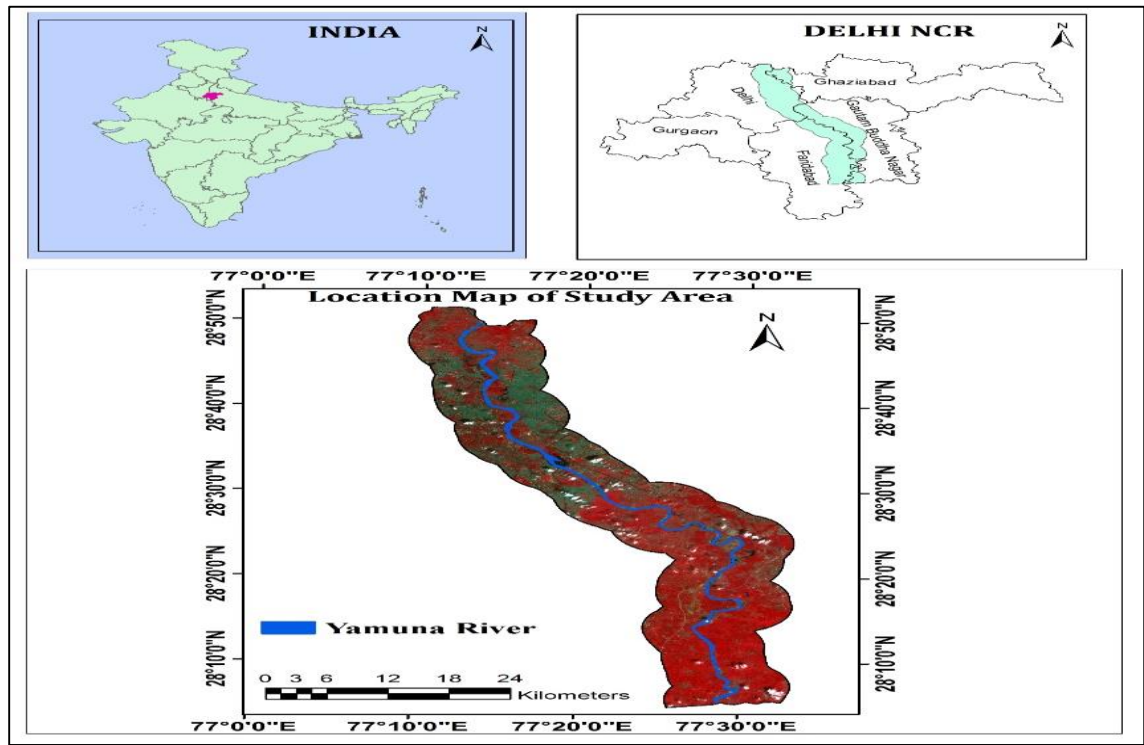 INDIA
N
DELHI NCR
N
Ghaziabad
Delhi
Gautam Buddha Nagar
Gurgaon
Faridabad
77°0'0"E 77°10'0"E 77°20'0"E 77°30'0"E
Location Map of Study Area
N
28°50'0"N
28°50'0"N
28°40'0"N
28°40'0"N
28°30'0"N
28°30'0"N
28°20'0"N
28°20'0"N
28°10'0"N
28°10'0"N
Yamuna River
0 3 6 12 18 24
Kilometers
77°0'0"E 77°10'0"E 77°20'0"E 77°30'0"E